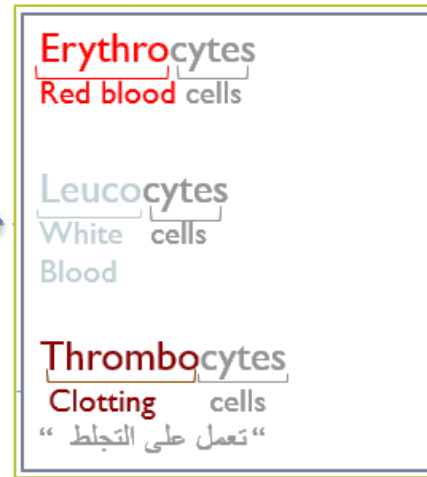 Erythrocytes
Red blood cells
Leucocytes
White cells
Blood
Thrombocytes
Clotting cells
“تعمل على التجلط “